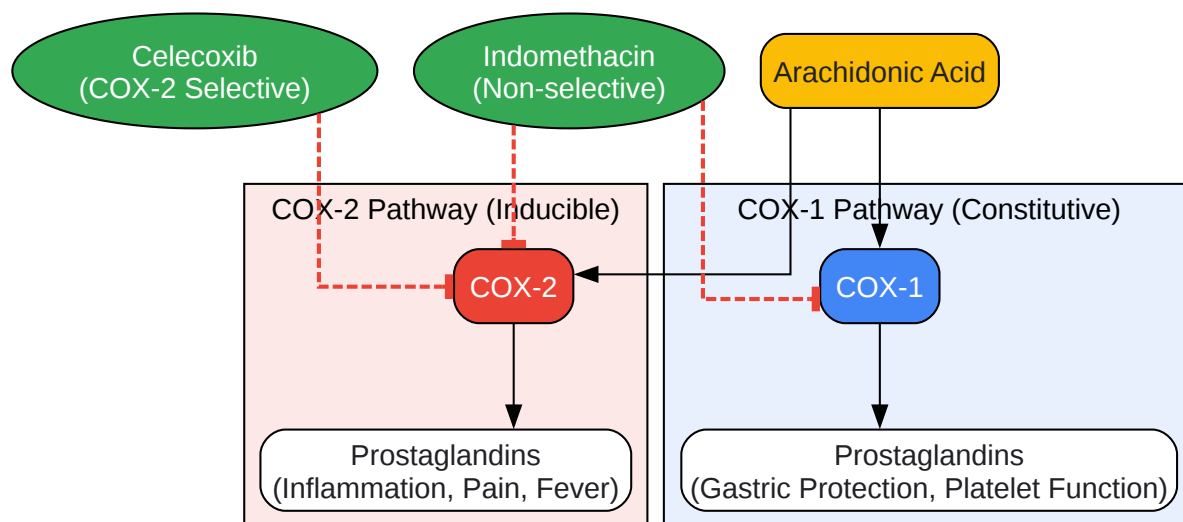 Celecoxib
(COX-2 Selective)
Indomethacin
(Non-selective)
Arachidonic Acid
COX-2 Pathway (Inducible)
COX-1 Pathway (Constitutive)
COX-2
COX-1
Prostaglandins
(Inflammation, Pain, Fever)
Prostaglandins
(Gastric Protection, Platelet Function)